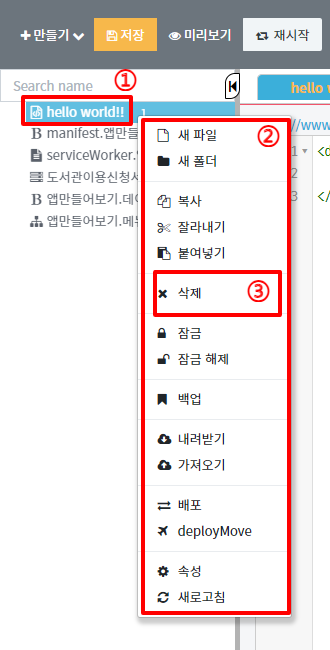 만들기
저장
미리보기
재시작
Search name
①
hello world!!
manifest.앱만들
serviceWorker.
도서관이용신청서
앱만들어보기.데이
앱만들어보기.메뉴
hello w
//www
1
<d
2
3
</
②
새 파일
새 폴더
복사
잘라내기
붙여넣기
삭제
③
잠금
잠금 해제
백업
내려받기
가져오기
배포
deployMove
속성
새로고침